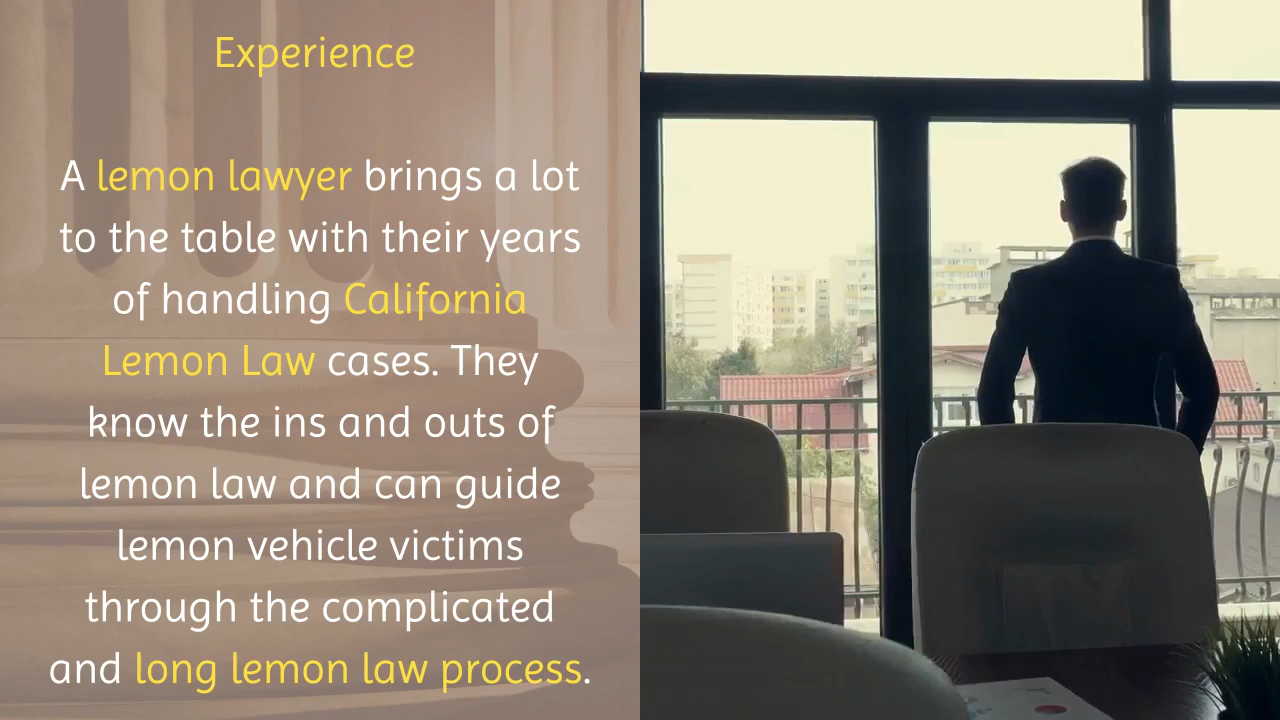 Experience
A lemon lawyer brings a lot
to the table with their years
of handling California
Lemon Law cases. They
know the ins and outs of
lemon law and can guide
lemon vehicle victims
through the complicated
and long lemon law process.